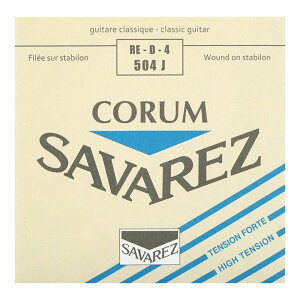 guitare classique - classic guitar
RE - D - 4
504 J
Filée sur stabilon
Wound on stabilon
CORUM
SAVAREZ
SAVAREZ
TENSION FORTE
HIGH TENSION